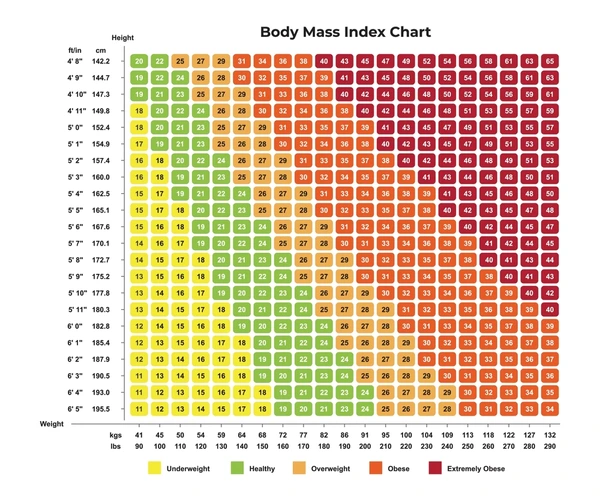 Body Mass Index Chart
Height
ft/in cm
4' 8" 142.2 20 22 25 27 29 31 34 36 38 40 43 45 47 49 52 54 56 58 61 63 65
4' 9" 144.7 19 22 24 26 28 30 32 35 37 39 41 43 45 48 50 52 54 56 58 61 63
4' 10" 147.3 19 21 23 25 27 29 31 33 36 38 40 42 44 46 48 50 52 54 56 59 61
4' 11" 149.8 18 20 22 24 26 28 30 32 34 36 38 40 42 44 46 48 51 53 55 57 59
5' 0" 152.4 18 20 21 23 25 27 29 31 33 35 37 39 41 43 45 47 49 51 53 55 57
5' 1" 154.9 17 19 21 23 25 26 28 30 32 34 36 38 40 42 43 45 47 49 51 53 55
5' 2" 157.4 16 18 20 22 24 26 27 29 31 33 35 37 38 40 42 44 46 48 49 51 53
5' 3" 160.0 16 18 19 21 23 25 27 28 30 32 34 35 37 39 41 43 44 46 48 50 51
5' 4" 162.5 15 17 19 21 22 24 26 27 29 31 33 34 36 38 39 41 43 45 46 48 50
5' 5" 165.1 15 17 18 20 22 23 25 27 28 30 32 33 35 37 38 40 42 43 45 47 48
5' 6" 167.6 15 16 18 19 21 23 24 26 27 29 31 32 34 36 37 39 40 42 44 45 47
5' 7" 170.1 14 16 17 19 20 22 24 25 27 28 30 31 33 34 36 38 39 41 42 44 45
5' 8" 172.7 14 15 17 18 20 21 23 24 26 27 29 30 32 33 35 37 38 40 41 43 44
5' 9" 175.2 13 15 16 18 19 21 22 24 25 27 28 30 31 33 34 35 37 38 40 41 43
5' 10" 177.8 13 14 16 17 19 20 22 23 24 26 27 29 30 32 33 34 36 37 39 40 42
5' 11" 180.3 13 14 15 17 18 20 21 22 24 25 27 28 29 31 32 33 35 36 38 39 40
6' 0" 182.8 12 14 15 16 18 19 20 22 23 24 26 27 28 30 31 33 34 35 37 38 39
6' 1" 185.4 12 13 15 16 17 18 20 21 22 24 25 26 28 29 30 32 33 34 36 37 38
6' 2" 187.9 12 13 14 15 17 18 19 21 22 23 24 26 27 28 30 31 32 33 35 36 37
6' 3" 190.5 11 13 14 15 16 18 19 20 21 23 24 25 26 28 29 30 31 33 34 35 36
6' 4" 193.0 11 12 13 15 16 17 18 19 21 22 23 24 26 27 28 29 30 32 33 34 35
6' 5" 195.5 11 12 13 14 15 17 18 19 20 21 23 24 25 26 27 28 30 31 32 33 34
Weight
kgs 41 45 50 54 59 64 68 72 77 82 86 91 95 100 104 109 113 118 122 127 132
lbs 90 100 110 120 130 140 150 160 170 180 190 200 210 220 230 240 250 260 270 280 290
Underweight Healthy Overweight Obese Extremely Obese